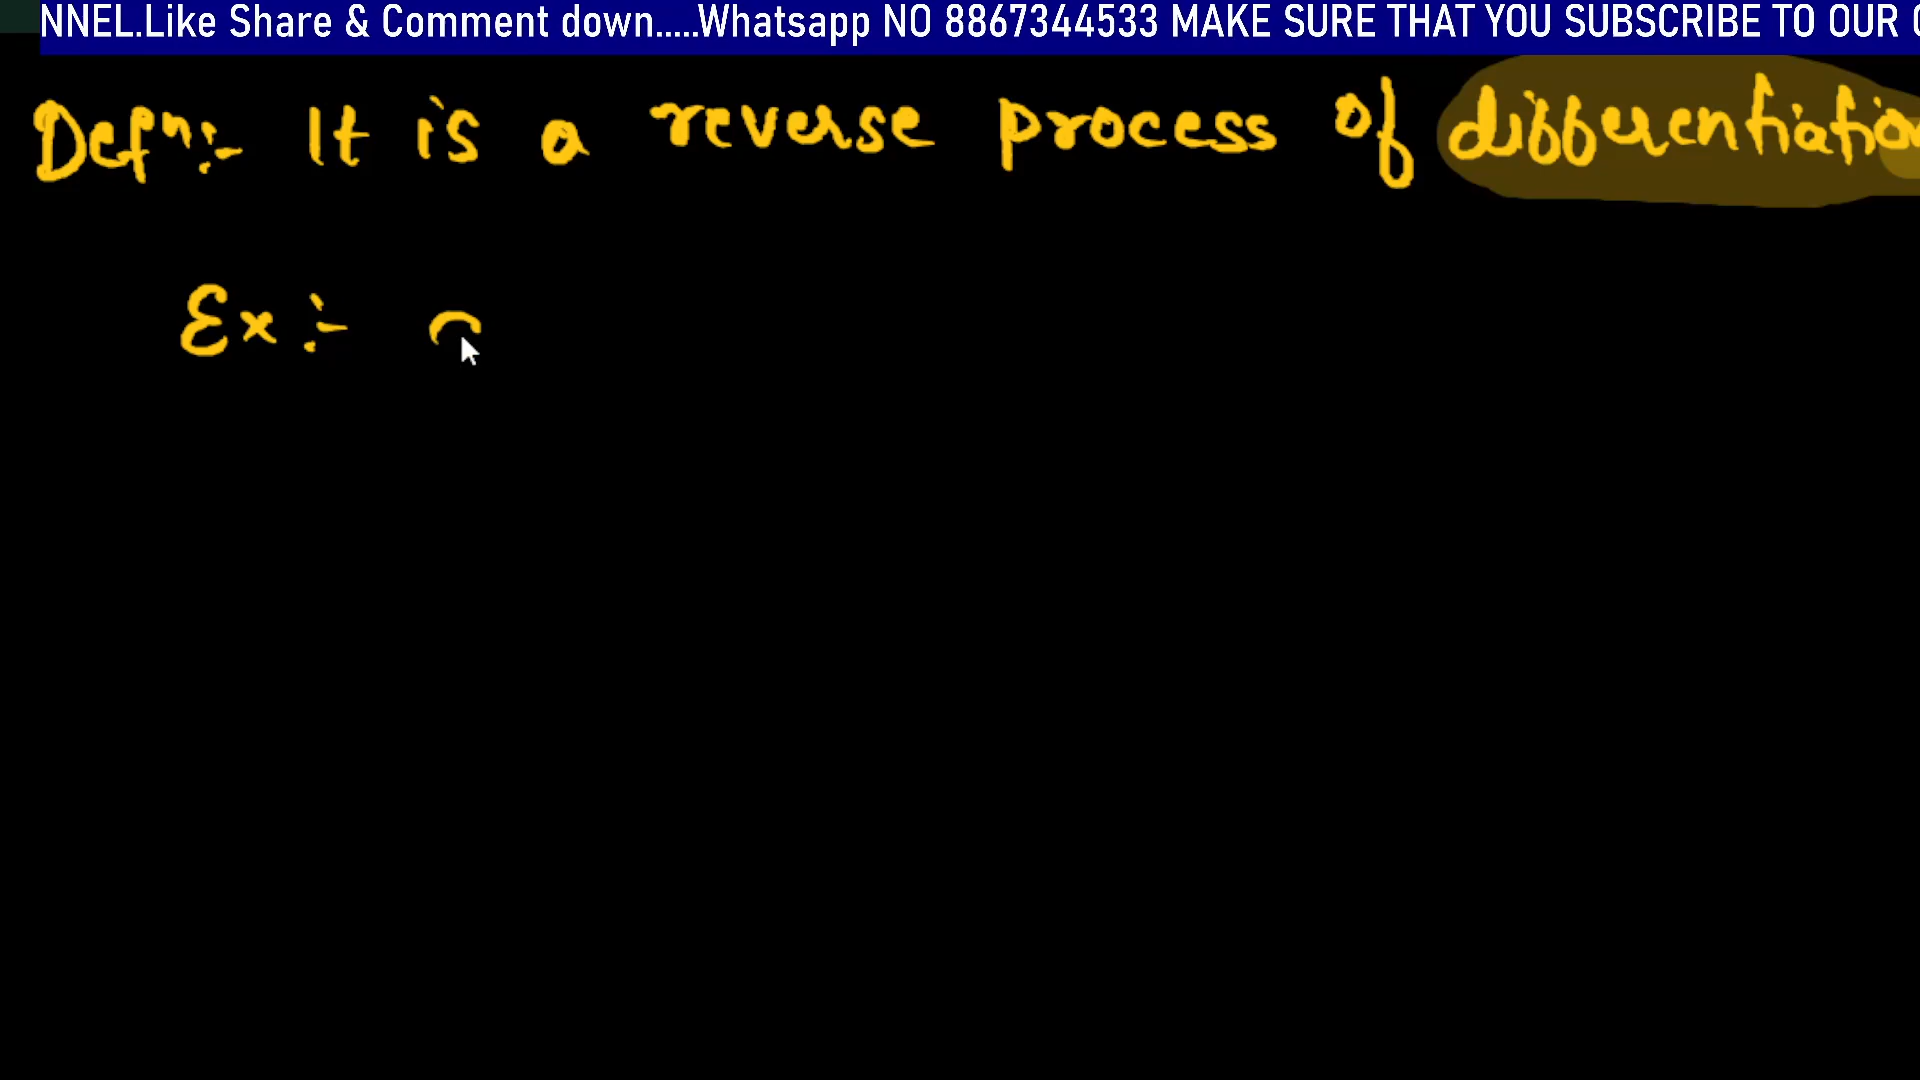 NNEL.Like Share & Comment down.....Whatsapp NO 8867344533 MAKE SURE THAT YOU SUBSCRIBE TO OUR
Defn:- It is a reverse process of differentiation
Ex :-